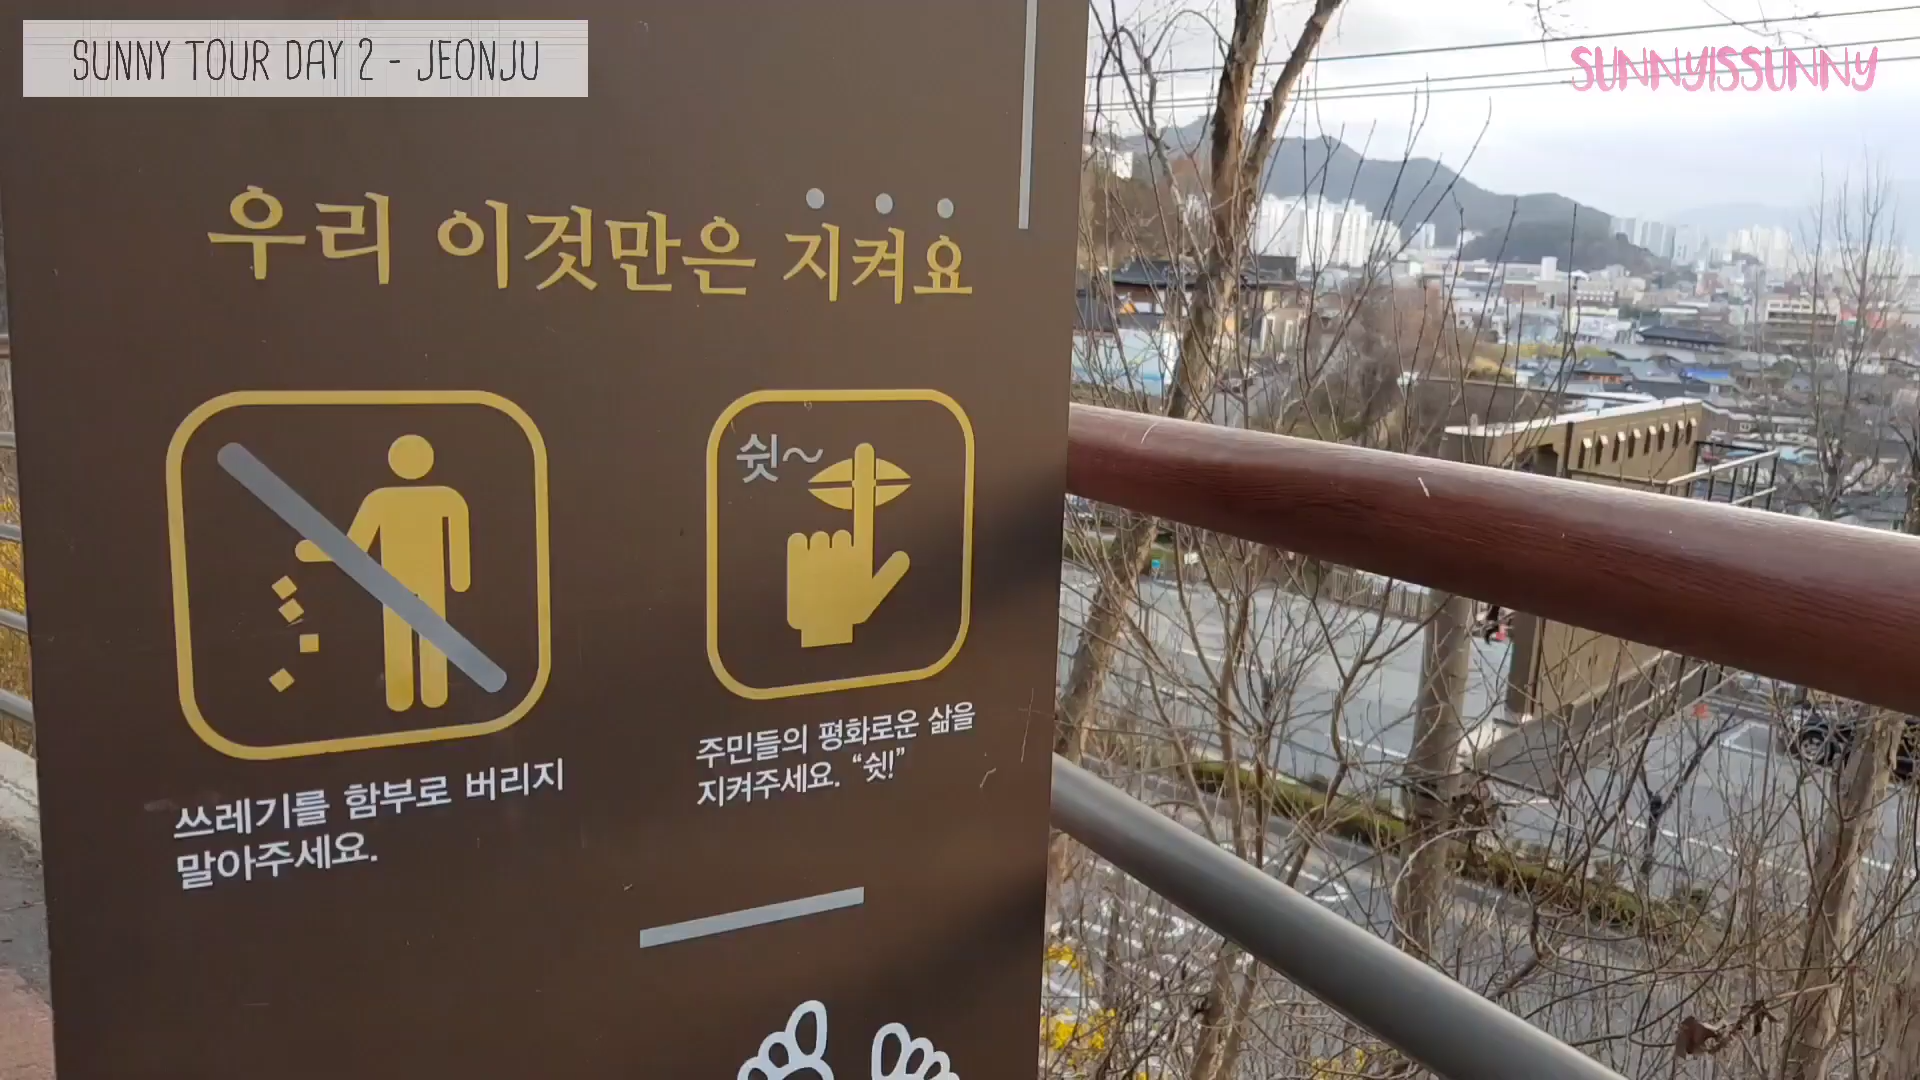 SUNNY TOUR DAY 2 - JEONJU
SUNNYISSUNNY
우리 이것만은 지켜요
쉿~
쓰레기를 함부로 버리지
말아주세요.
주민들의 평화로운 삶을
지켜주세요. “쉿!”